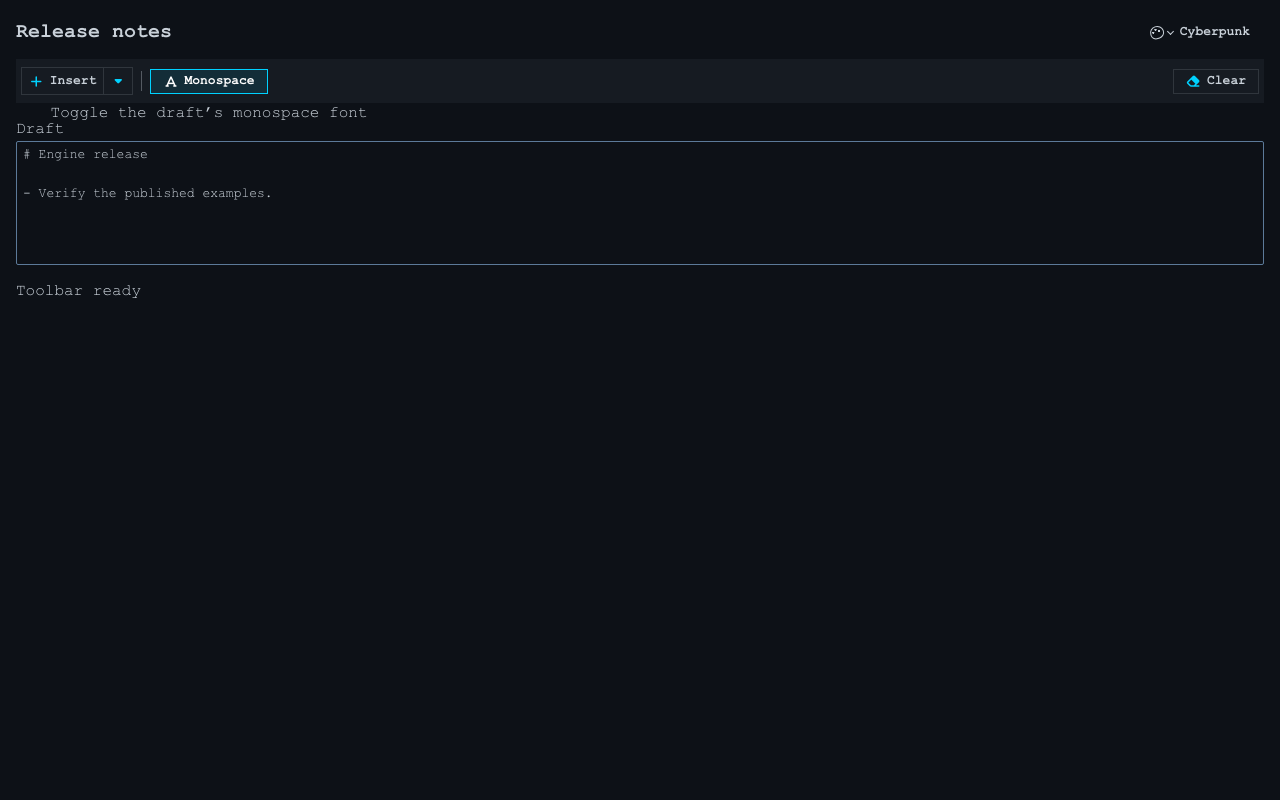 Release notes
Cyberpunk
Insert
Monospace
Clear
Toggle the draft’s monospace font
Draft
# Engine release
- Verify the published examples.
Toolbar ready